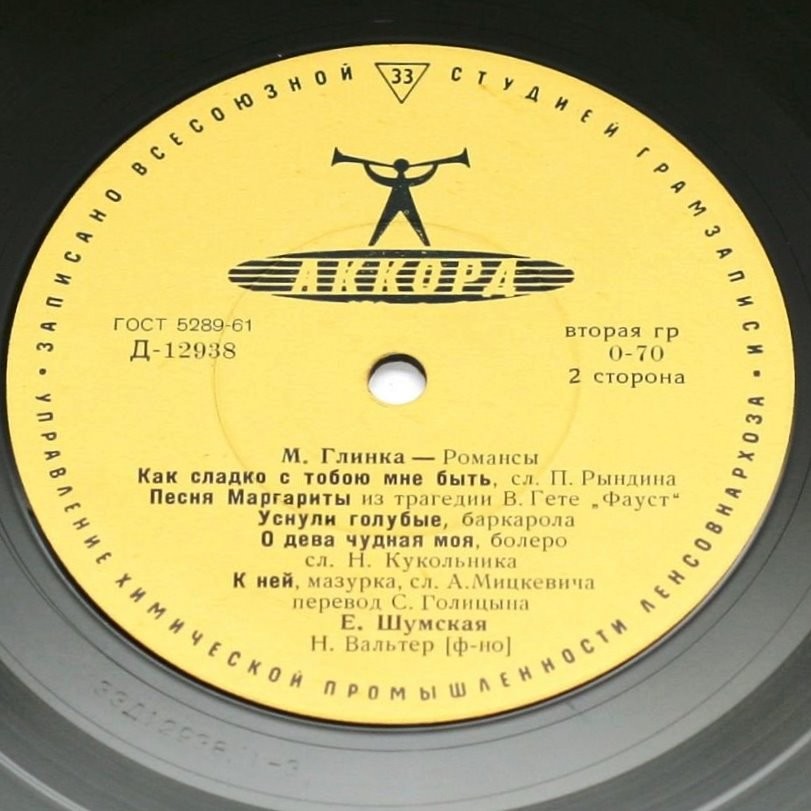 ЗАПИСАНО ВСЕСОЮЗНОЙ СТУДИЕЙ ГРАМЗАПИСИ •
33
АККОРД
ГОСТ 5289-61
Д-12938
вторая гр
0-70
2 сторона
М. Глинка — Романсы
Как сладко с тобою мне быть, сл. П. Рындина
Песня Маргариты из трагедии В. Гете „Фауст“
Уснули голубые, баркарола
О дева чудная моя, болеро
сл. Н. Кукольника
К ней, мазурка, сл. А.Мицкевича
перевод С. Голицына
Е. Шумская
Н. Вальтер [ф-но]
УПРАВЛЕНИЕ ХИМИЧЕСКОЙ ПРОМЫШЛЕННОСТИ ЛЕНСОВНАРХОЗА •